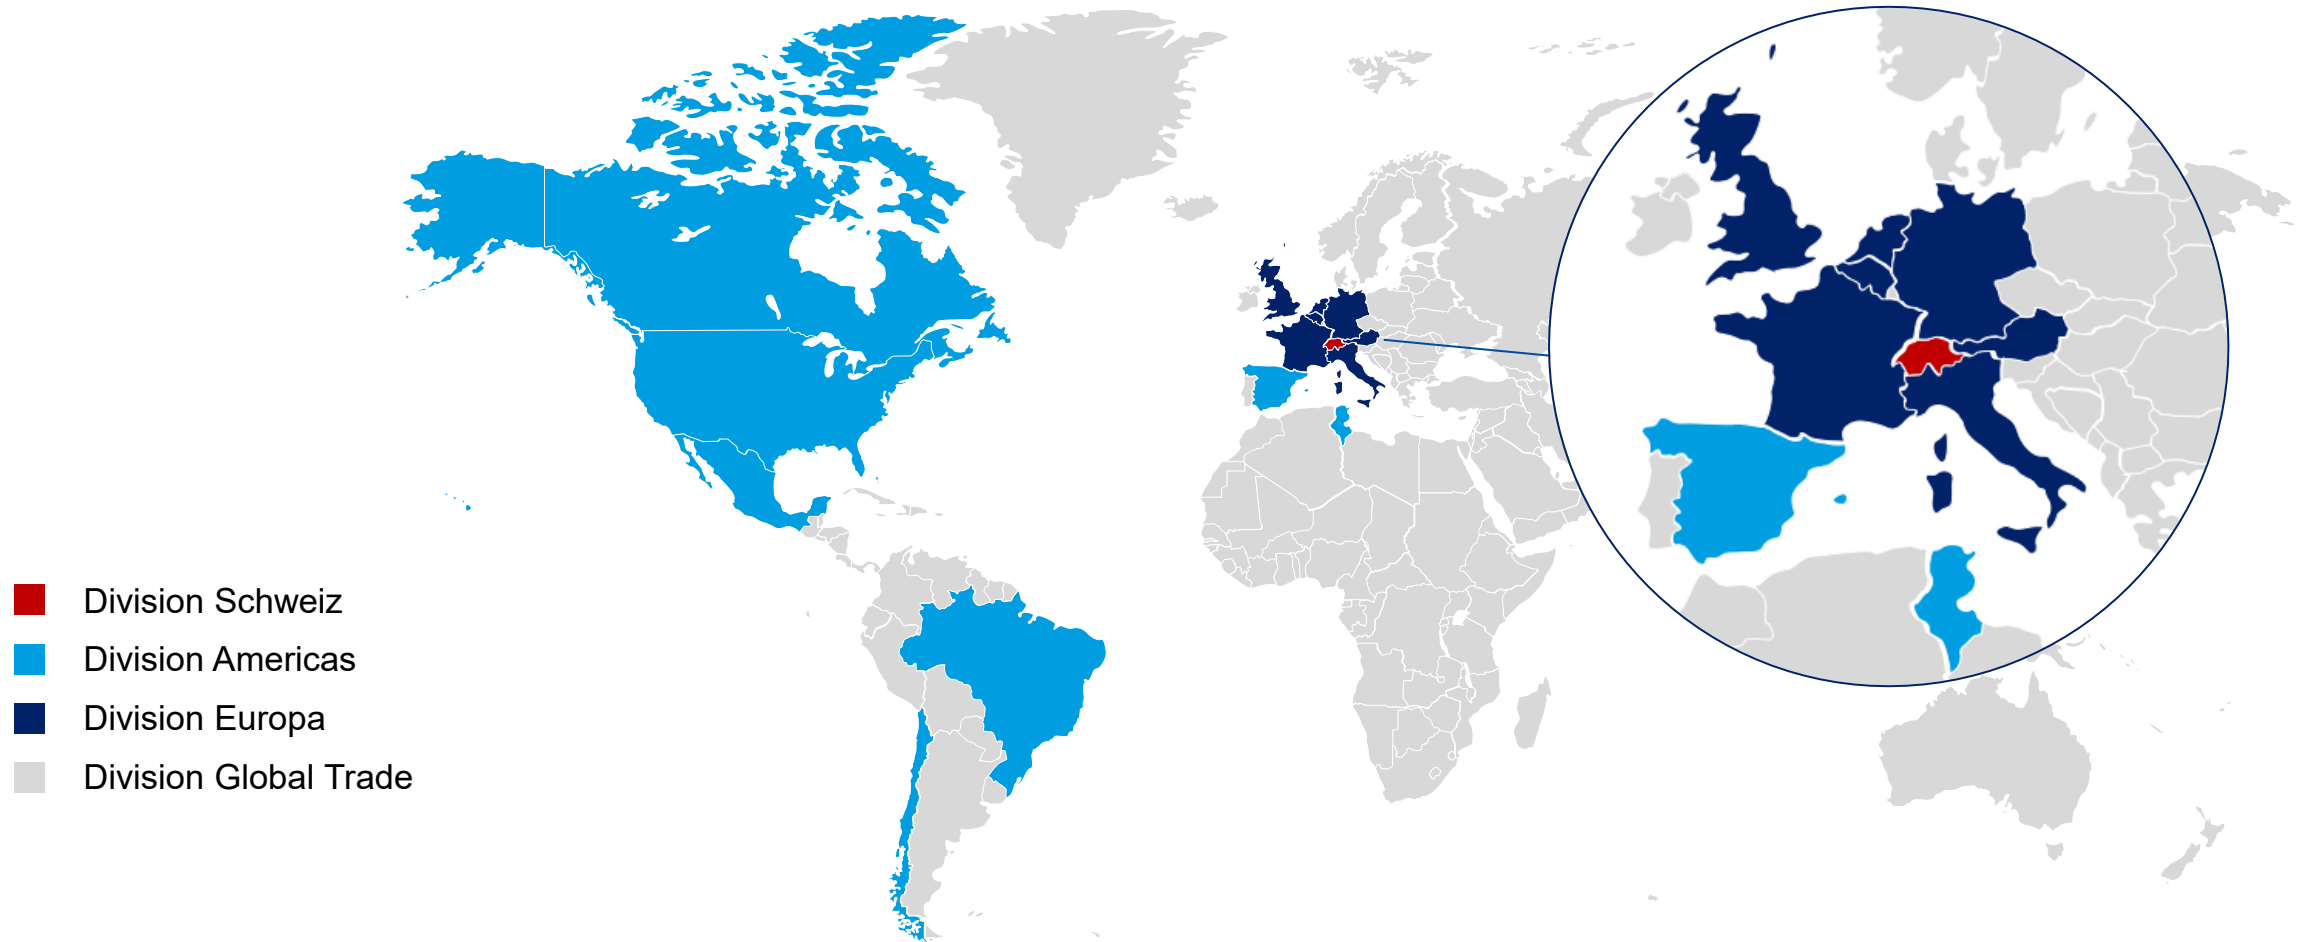 Division Schweiz
Division Americas
Division Europa
Division Global Trade